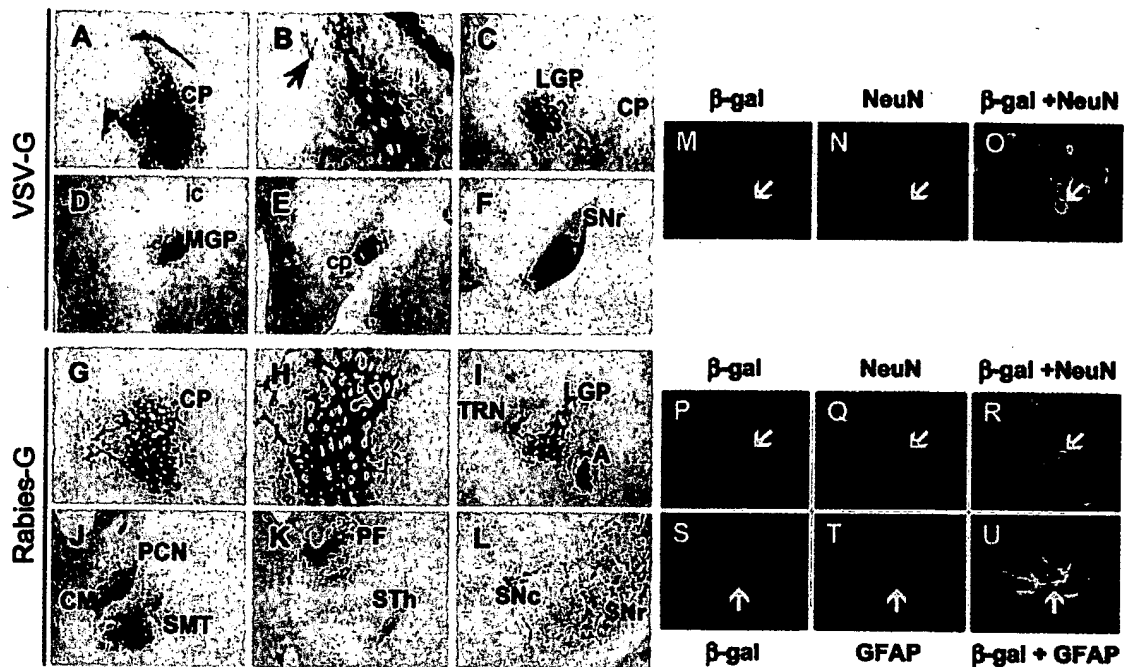 VSV-G
A
CP
B
C
LGP
CP
D
ic
MGP
E
cp
F
SNr
β-gal
NeuN
β-gal +NeuN
M
N
O
Rabies-G
G
CP
H
I
TRN
LGP
A
J
PCN
CM
SMT
K
PF
STh
L
SNc
SNr
β-gal
NeuN
β-gal +NeuN
P
Q
R
S
T
U
β-gal
GFAP
β-gal + GFAP